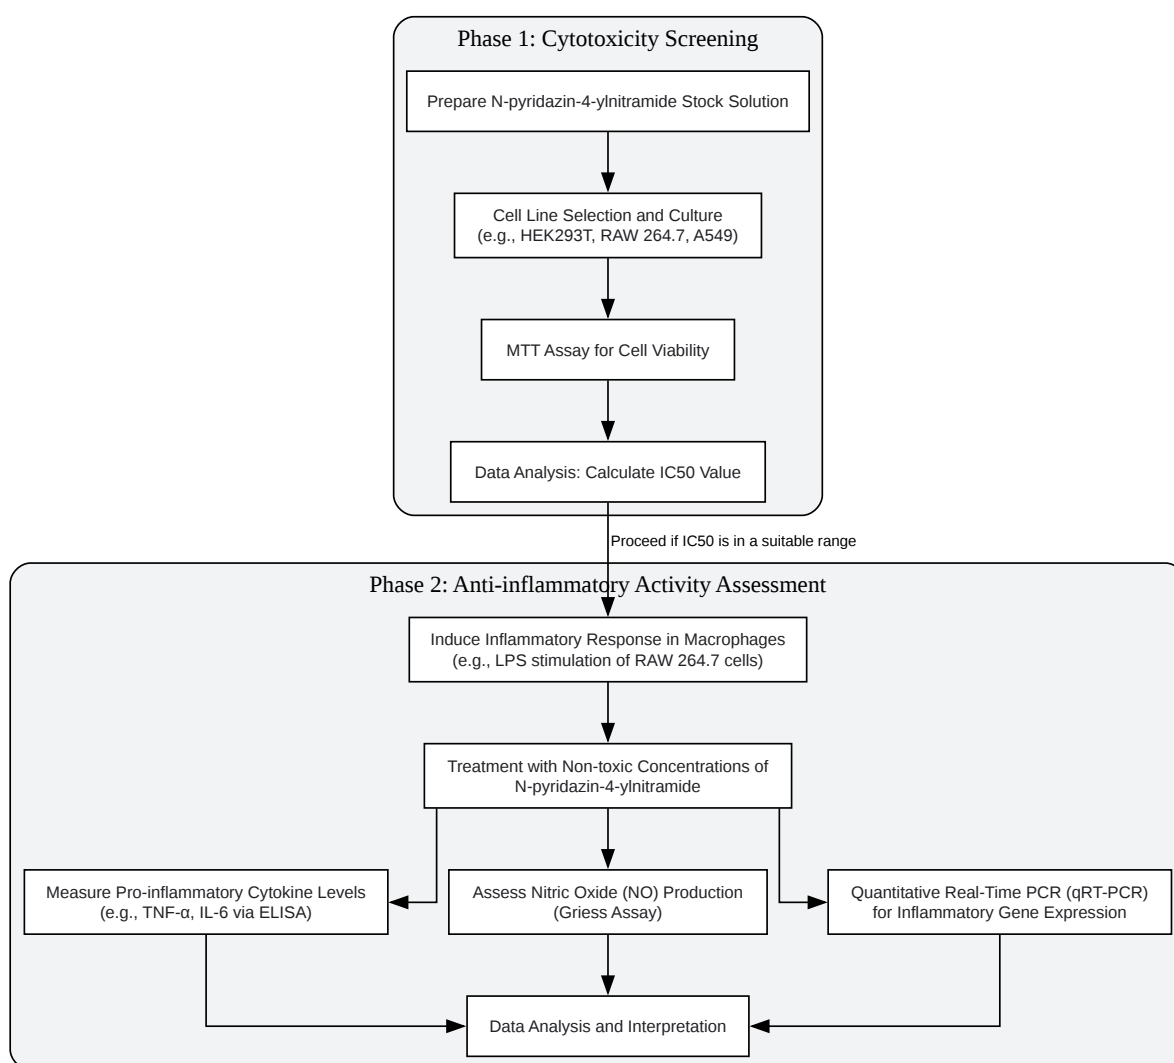 Phase 1: Cytotoxicity Screening
Prepare N-pyridazin-4-ylnitramide Stock Solution
Cell Line Selection and Culture
(e.g., HEK293T, RAW 264.7, A549)
MTT Assay for Cell Viability
Data Analysis: Calculate IC50 Value
Proceed if IC50 is in a suitable range
Phase 2: Anti-inflammatory Activity Assessment
Induce Inflammatory Response in Macrophages
(e.g., LPS stimulation of RAW 264.7 cells)
Treatment with Non-toxic Concentrations of
N-pyridazin-4-ylnitramide
Measure Pro-inflammatory Cytokine Levels
(e.g., TNF-α, IL-6 via ELISA)
Assess Nitric Oxide (NO) Production
(Griess Assay)
Quantitative Real-Time PCR (qRT-PCR)
for Inflammatory Gene Expression
Data Analysis and Interpretation